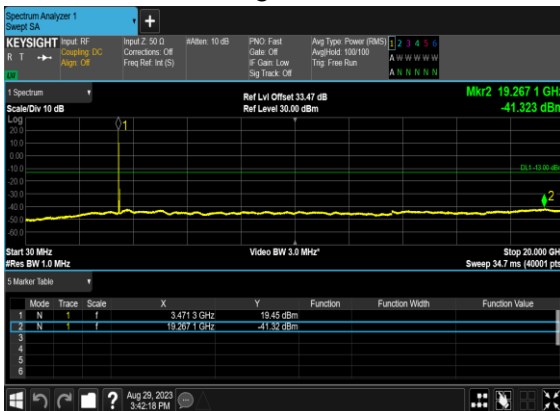 Spectrum Analyzer 1
Swept SA
KEYSIGHT Input: RF Input Z: 50 Ω #Atten: 10 dB PNO: Fast Avg Type: Power (RMS) 1 2 3 4 5 6
R T Coupling: DC Corrections: Off Gate: Off Avg|Hold: 100/100 A W W W W W
Align: Off Freq Ref: Int (S) IF Gain: Low Trig: Free Run
Sig Track: Off A N N N N N
1 Spectrum Ref Lvl Offset 33.47 dB Mkr2 19.267 1 GHz
Scale/Div 10 dB Ref Level 30.00 dBm -41.323 dBm
Log
20.0
10.0
0.00
-10.0
-20.0
-30.0
-40.0
-50.0
-60.0
1
DL1 -13.00 dBm
2
Start 30 MHz Video BW 3.0 MHz* Stop 20.000 GH
#Res BW 1.0 MHz Sweep 34.7 ms (40001 pts
5 Marker Table
Mode Trace Scale X Y Function Function Width Function Value
1 N 1 f 3.471 3 GHz 19.45 dBm
2 N 1 f 19.267 1 GHz -41.32 dBm
3
4
5
6
Aug 29, 2023
3:42:18 PM